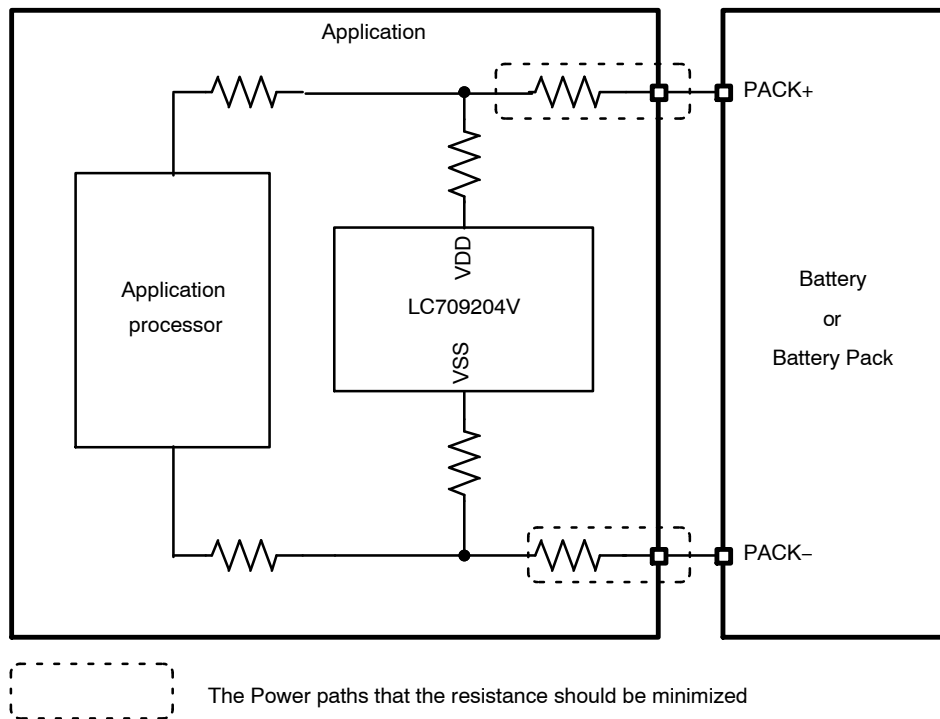 Application
PACK+
VDD
LC709204V
VSS
Application
processor
Battery
or
Battery Pack
PACK−
The Power paths that the resistance should be minimized